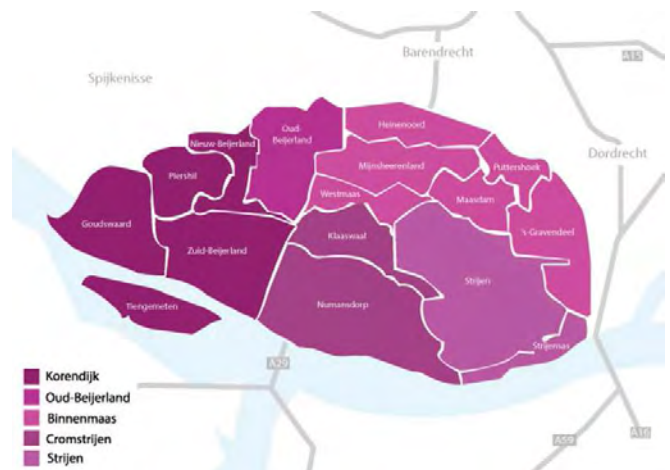 Barendrecht
A15
Spijkenisse
Oud-
Beijerland
Heinenoord
Nieuw-Beijerland
Dordrecht
Mijnsheerenland
Puttershoek
Piershil
Westmaas
Maasdam
Goudswaard
's-Gravendeel
Klaaswaal
Zuid-Beijerland
Strijen
Numansdorp
Tiengemeten
Strijensas
A29
Korendijk
Oud-Beijerland
Binnenmaas
Cromstrijen
Strijen
A59
A16